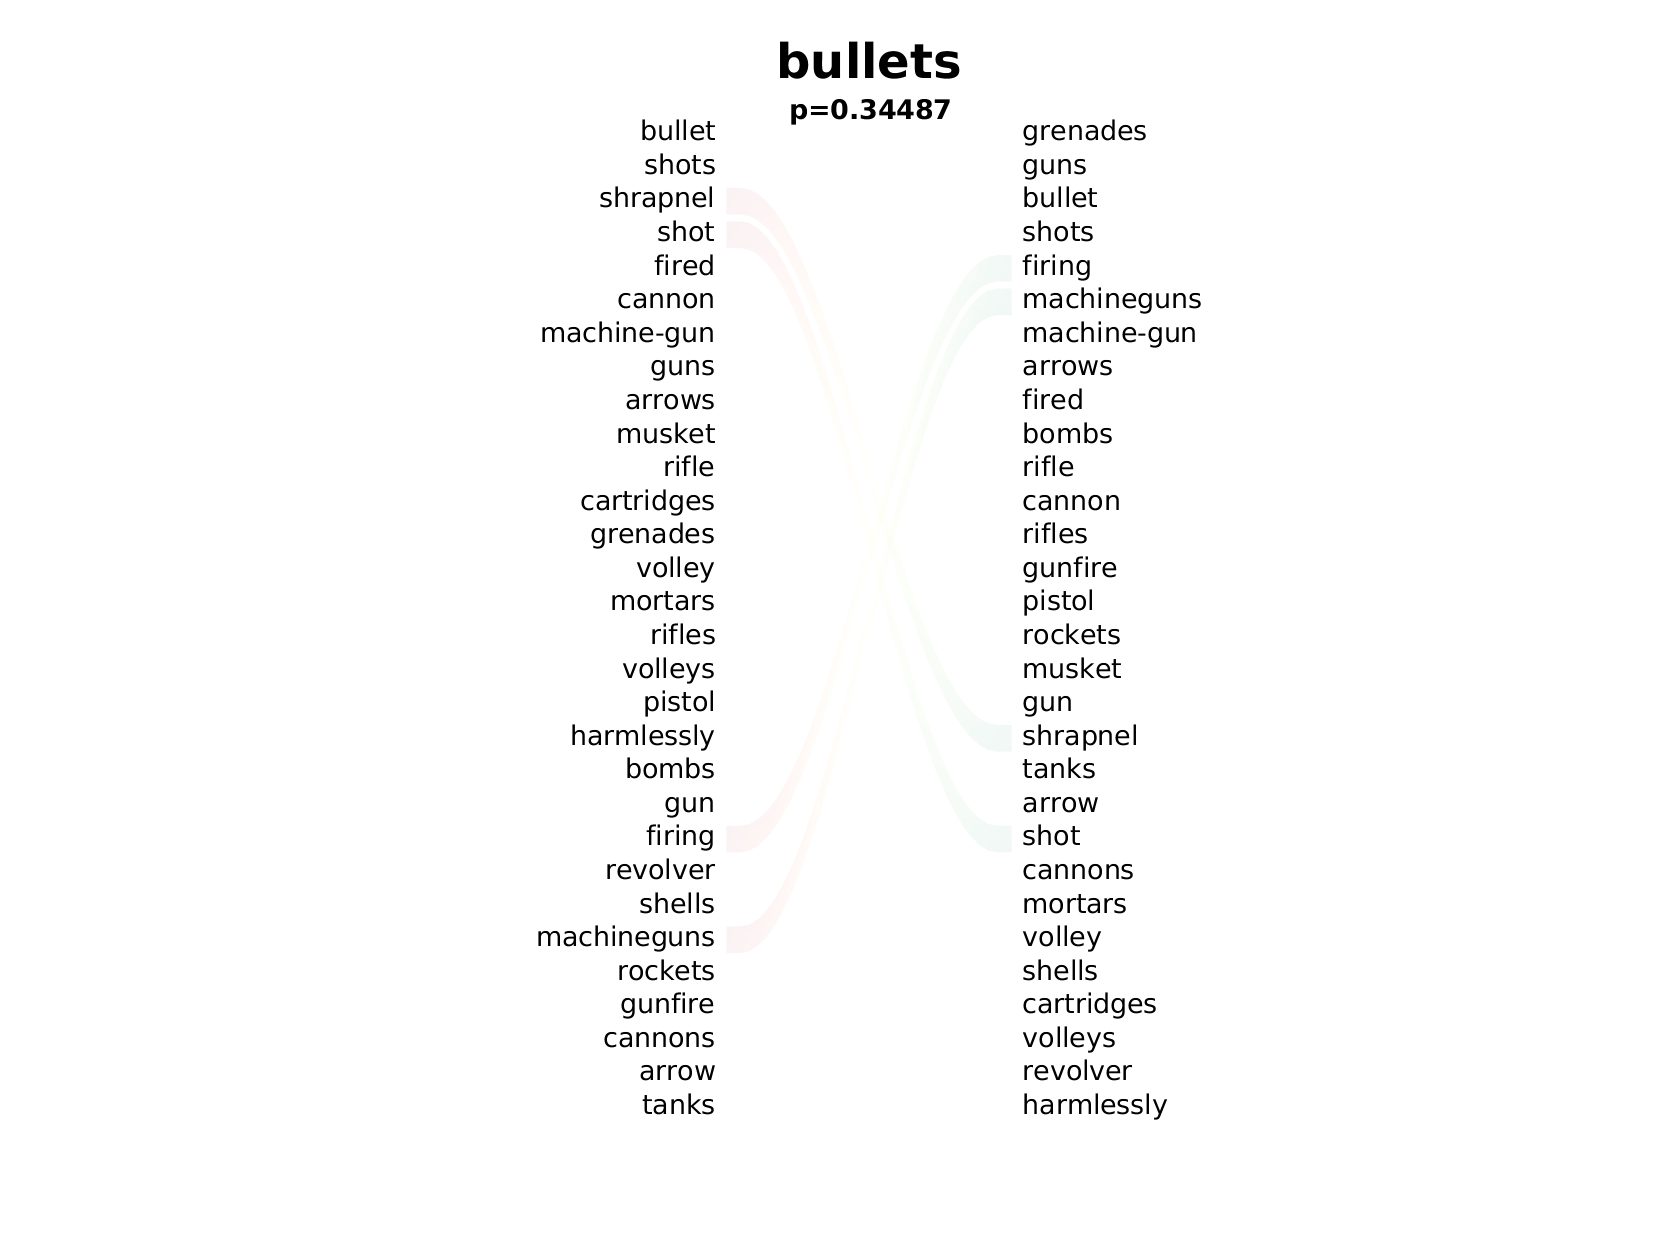 bullets
p=0.34487
bullet grenades
shots guns
shrapnel bullet
shot shots
fired firing
cannon machineguns
machine-gun machine-gun
guns arrows
arrows fired
musket bombs
rifle rifle
cartridges cannon
grenades rifles
volley gunfire
mortars pistol
rifles rockets
volleys musket
pistol gun
harmlessly shrapnel
bombs tanks
gun arrow
firing shot
revolver cannons
shells mortars
machineguns volley
rockets shells
gunfire cartridges
cannons volleys
arrow revolver
tanks harmlessly